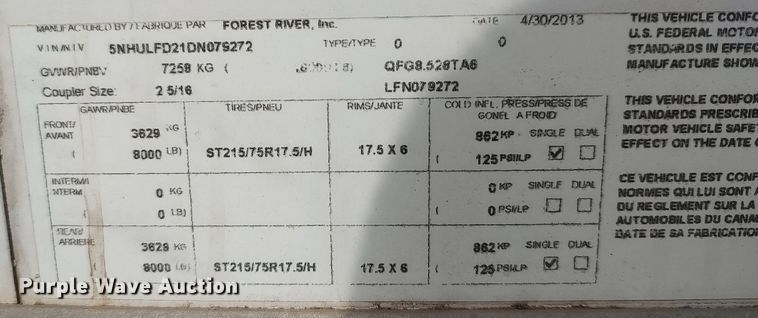 MANUFACTURED BY / FABRIQUE PAR FOREST RIVER, Inc. DATE 4/30/2013
V I N/N I V 5NHULFD21DN079272 TYPE/TYPE 0 0
GVWR/PNBV 7258 KG ( LB) QFG8.528TA6
Coupler Size: 2 5/16 LFN079272
GAWR/PNBE TIRES/PNEU RIMS/JANTE COLD INFL. PRESS/PRESS DE
GONFL A FROID
FRONT/
AVANT 3629 KG 862 KP SINGLE DUAL
( 8000 LB) ST215/75R17.5/H 17.5 X 6 ( 125 PSI/LP
INTERM/I
NTERM 0 KG 0 KP SINGLE DUAL
( 0 LB) ( 0 PSI/LP
REAR/
ARRIERE 3629 KG 862 KP SINGLE DUAL
( 8000 LB) ST215/75R17.5/H 17.5 X 6 ( 125 PSI/LP
THIS VEHICLE CONFO
U.S. FEDERAL MOTOR
STANDARDS IN EFFEC
MANUFACTURE SHOW
THIS VEHICLE CONFOR
STANDARDS PRESCRIB
MOTOR VEHICLE SAFE
EFFECT ON THE DATE
CE VEHICULE EST CONF
NORMES QUI LUI SONT A
DU REGLEMENT SUR LA
AUTOMOBILES DU CANA
DATE DE SA FABRICATION
Purple Wave Auction